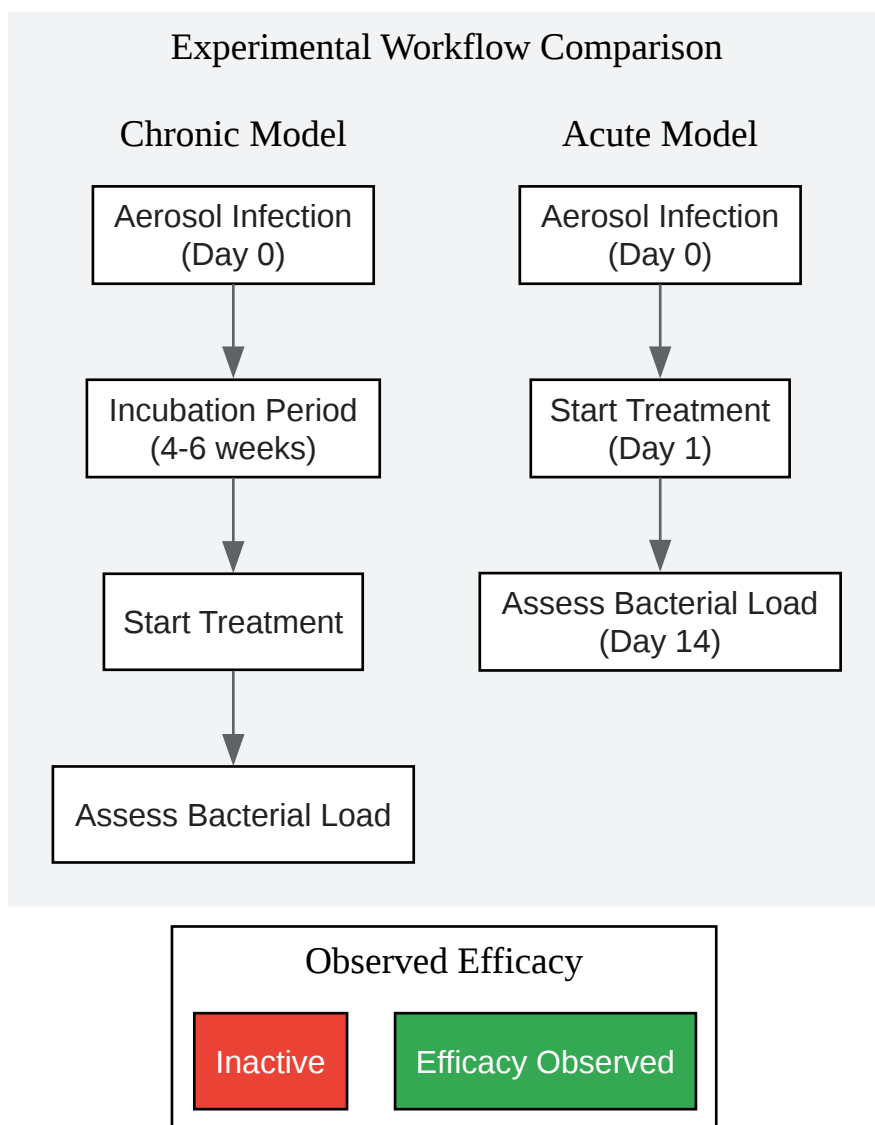 Experimental Workflow Comparison
Chronic Model
Aerosol Infection
(Day 0)
Incubation Period
(4-6 weeks)
Start Treatment
Assess Bacterial Load
Acute Model
Aerosol Infection
(Day 0)
Start Treatment
(Day 1)
Assess Bacterial Load
(Day 14)
Observed Efficacy
Inactive
Efficacy Observed